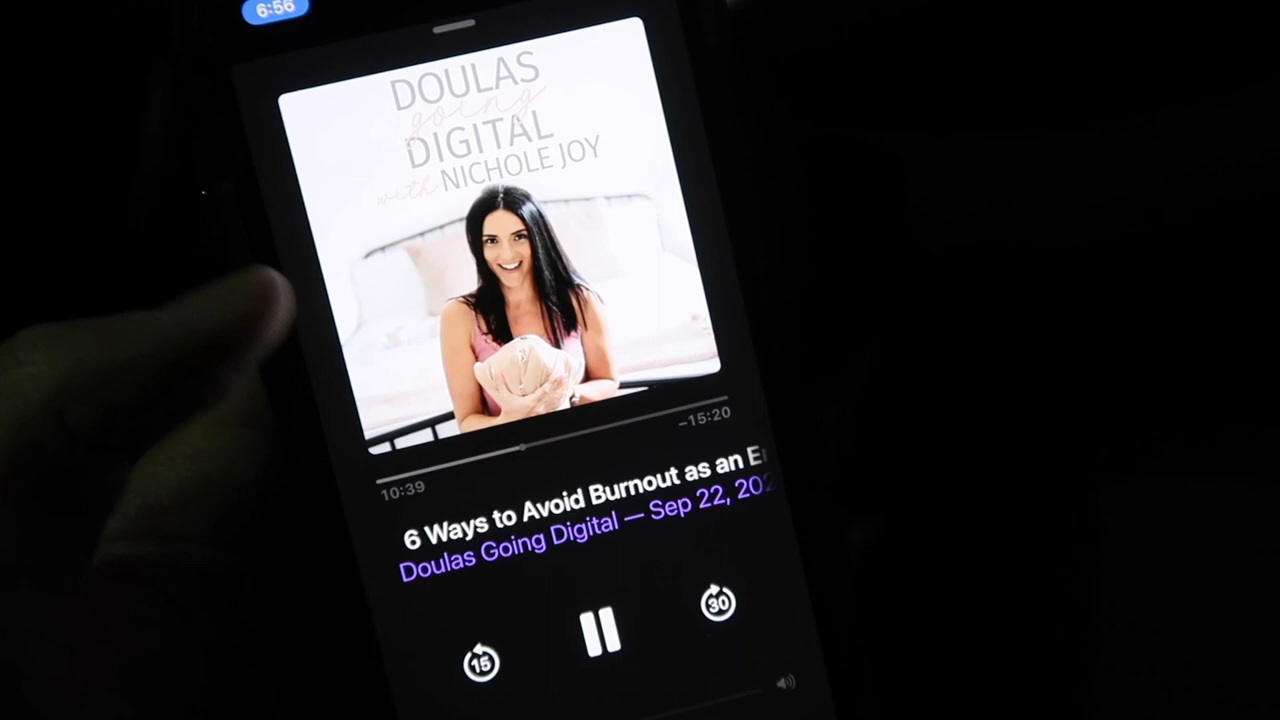 6:56
DOULAS
going
DIGITAL
with NICHOLE JOY
10:39
−15:20
6 Ways to Avoid Burnout as an
Doulas Going Digital — Sep 22,
15
30